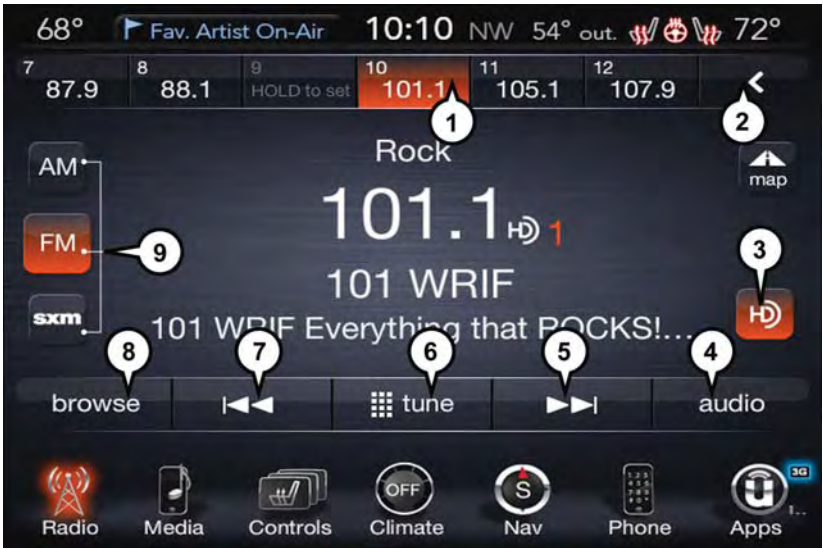 68° Fav. Artist On-Air 10:10 NW 54° out. 72°
7 8 9 10 11 12
87.9 88.1 HOLD to set 101.1 105.1 107.9
1 2
Rock
AM map
101.1 HD 1
FM 9 3
101 WRIF HD
sxm 101 WRIF Everything that ROCKS!...
8 7 6 5 4
browse tune audio
OFF S 3G
Radio Media Controls Climate Nav Phone Apps